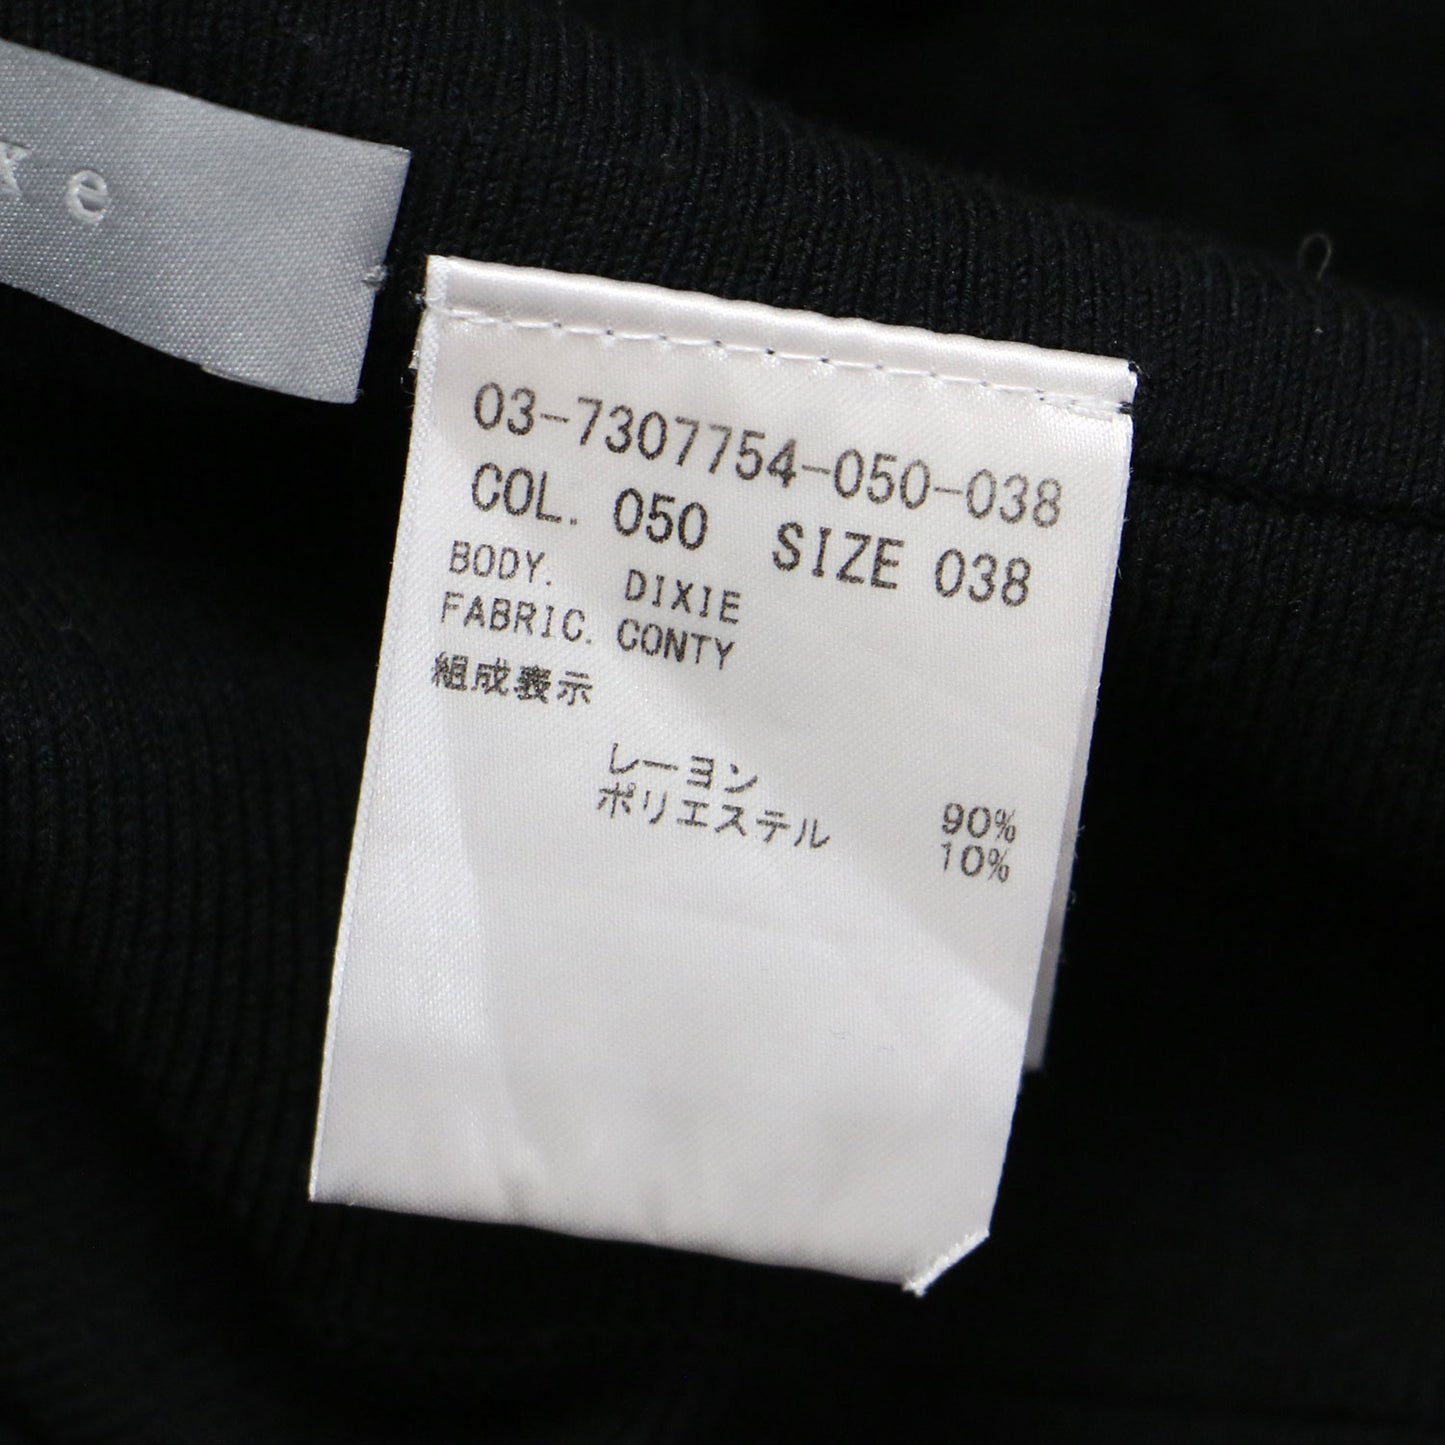 xe
03-7307754-050-038
COL. 050 SIZE 038
BODY. DIXIE
FABRIC. CONTY
組成表示
レーヨン 90%
ポリエステル 10%